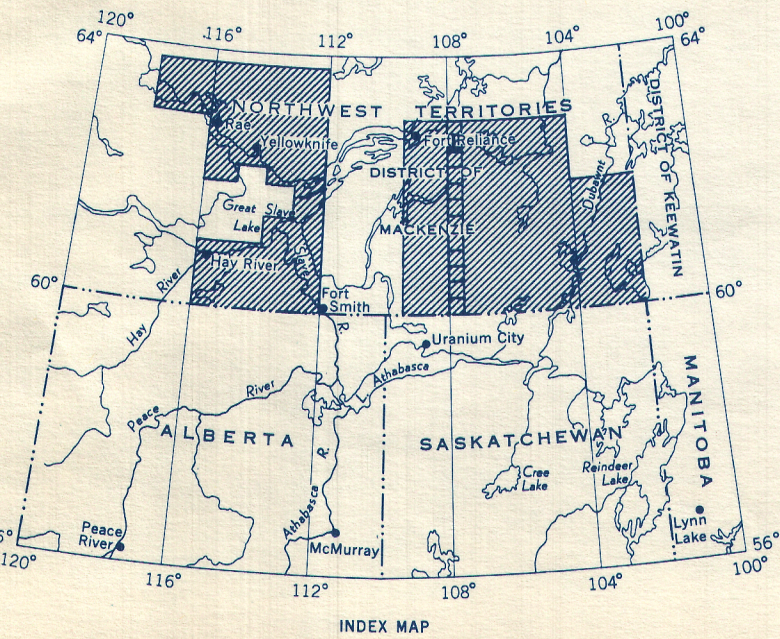 120°
116°
112°
108°
104°
100°
64°
64°
NORTHWEST TERRITORIES
Rae
Yellowknife
Fort Reliance
DISTRICT OF
MACKENZIE
DISTRICT OF KEEWATIN
Dubawnt
Great Slave
Lake
Slave
Hay River
River
Hay
60°
60°
Fort
Smith
R.
Uranium City
Athabasca
River
Peace
ALBERTA
SASKATCHEWAN
MANITOBA
R.
Athabasca
Cree
Lake
Reindeer
Lake
Lynn
Lake
Peace
River
McMurray
6°
56°
120°
116°
112°
108°
104°
100°
INDEX MAP